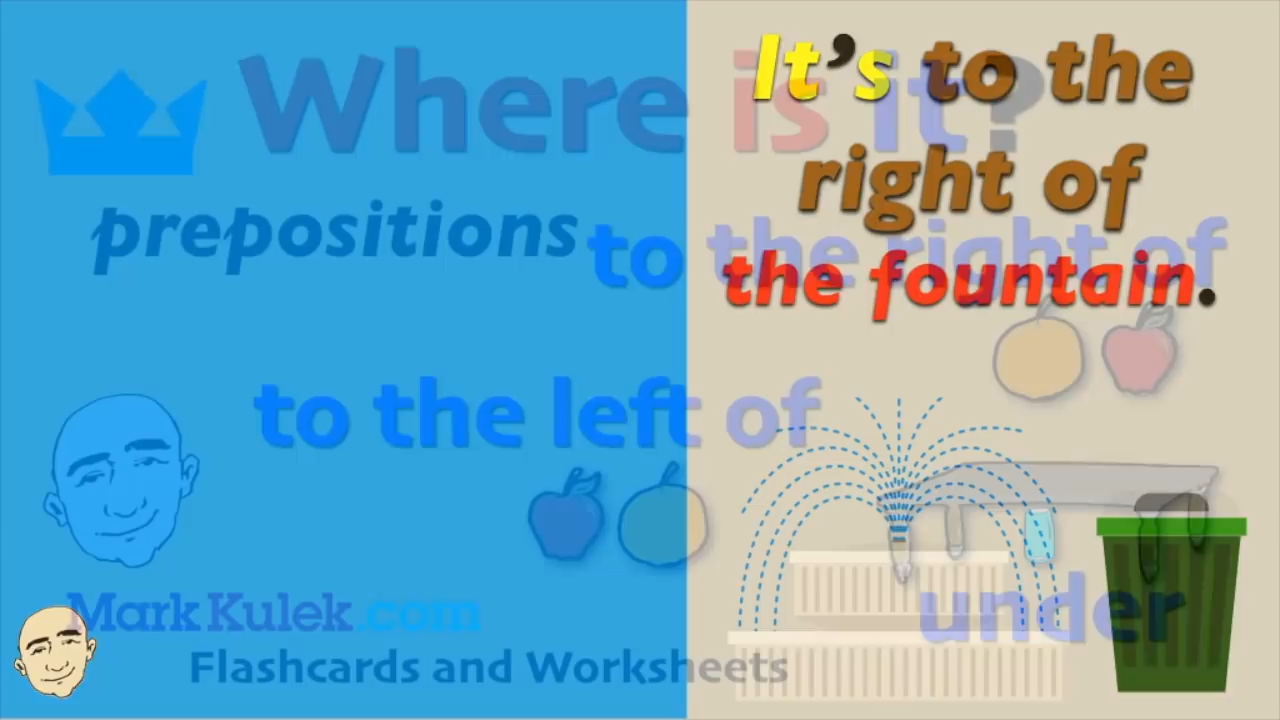 Where is it?
prepositions
to the right of
to the left of
under
MarkKulek.com
Flashcards and Worksheets
It's to the
right of
the fountain.